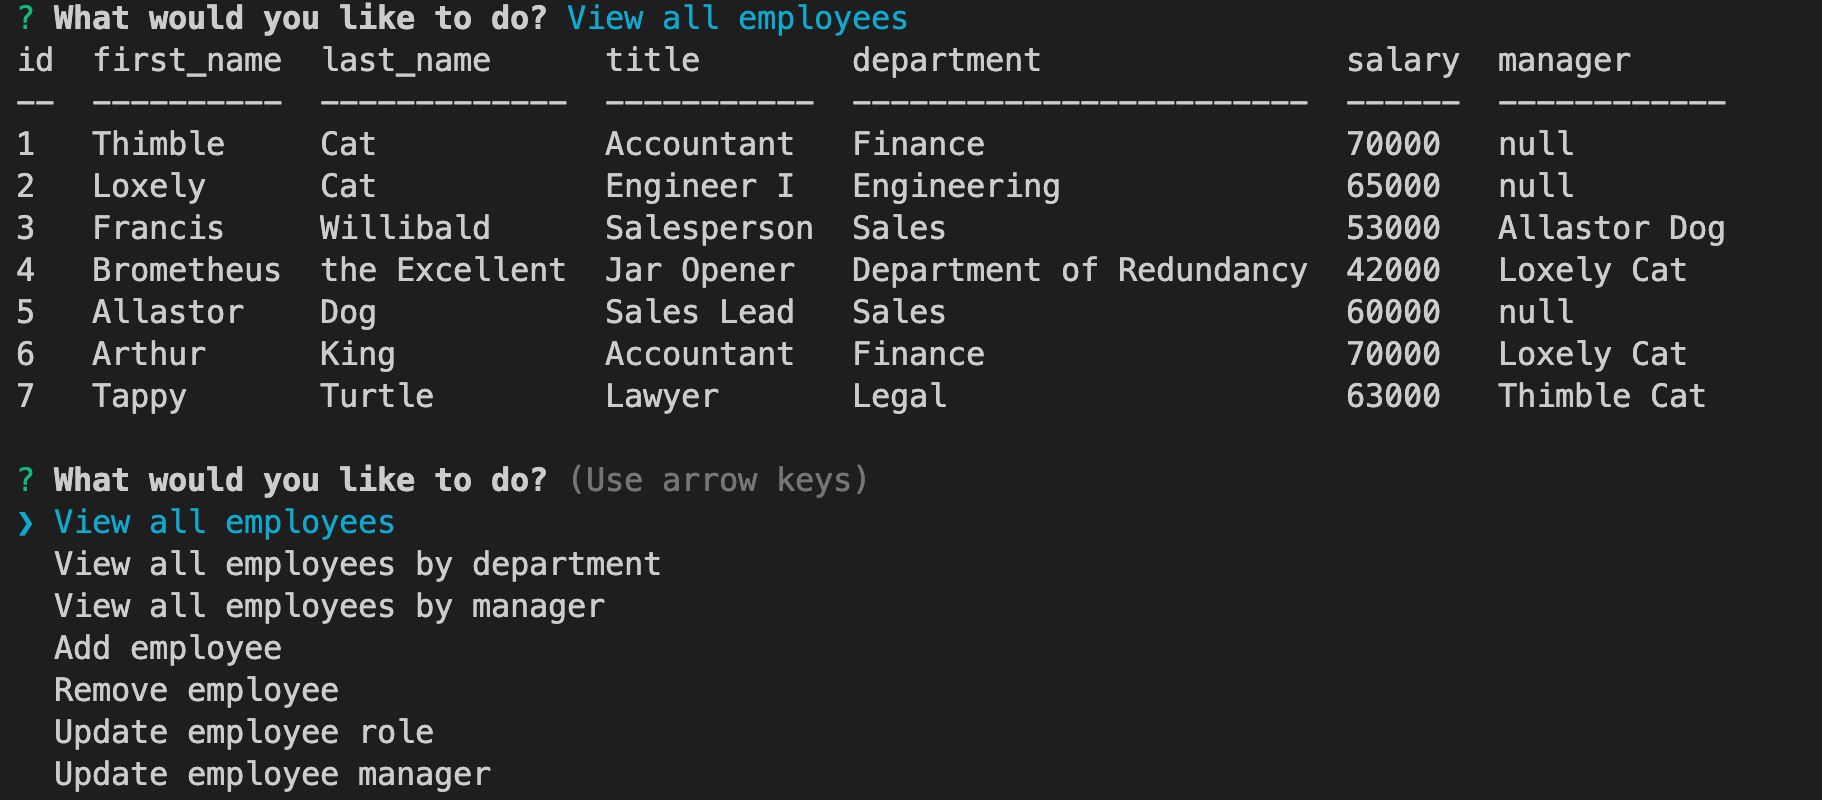 ? What would you like to do? View all employees
id  first_name  last_name      title        department                salary  manager
--  ----------  -------------  -----------  ------------------------  ------  ------------
1   Thimble     Cat            Accountant   Finance                   70000   null
2   Loxely      Cat            Engineer I   Engineering               65000   null
3   Francis     Willibald      Salesperson  Sales                     53000   Allastor Dog
4   Brometheus  the Excellent  Jar Opener   Department of Redundancy  42000   Loxely Cat
5   Allastor    Dog            Sales Lead   Sales                     60000   null
6   Arthur      King           Accountant   Finance                   70000   Loxely Cat
7   Tappy       Turtle         Lawyer       Legal                     63000   Thimble Cat
? What would you like to do? (Use arrow keys)
❯ View all employees
  View all employees by department
  View all employees by manager
  Add employee
  Remove employee
  Update employee role
  Update employee manager